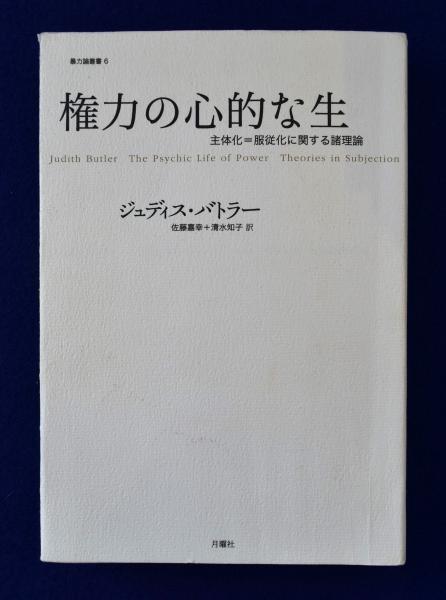 暴力論叢書 6
権力の心的な生
主体化＝服従化に関する諸理論
Judith Butler The Psychic Life of Power Theories in Subjection
ジュディス・バトラー
佐藤嘉幸＋清水知子 訳
月曜社